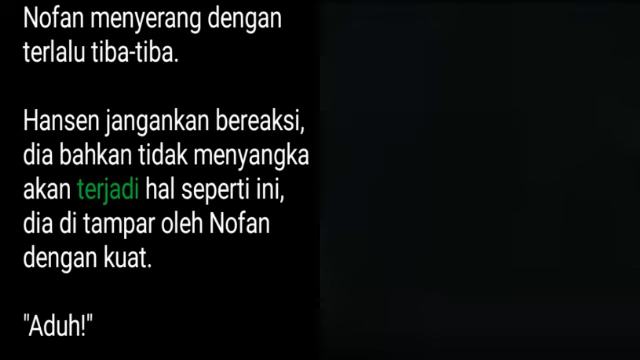 Nofan menyerang dengan
terlalu tiba-tiba.
Hansen jangankan bereaksi,
dia bahkan tidak menyangka
akan terjadi hal seperti ini,
dia di tampar oleh Nofan
dengan kuat.
"Aduh!"